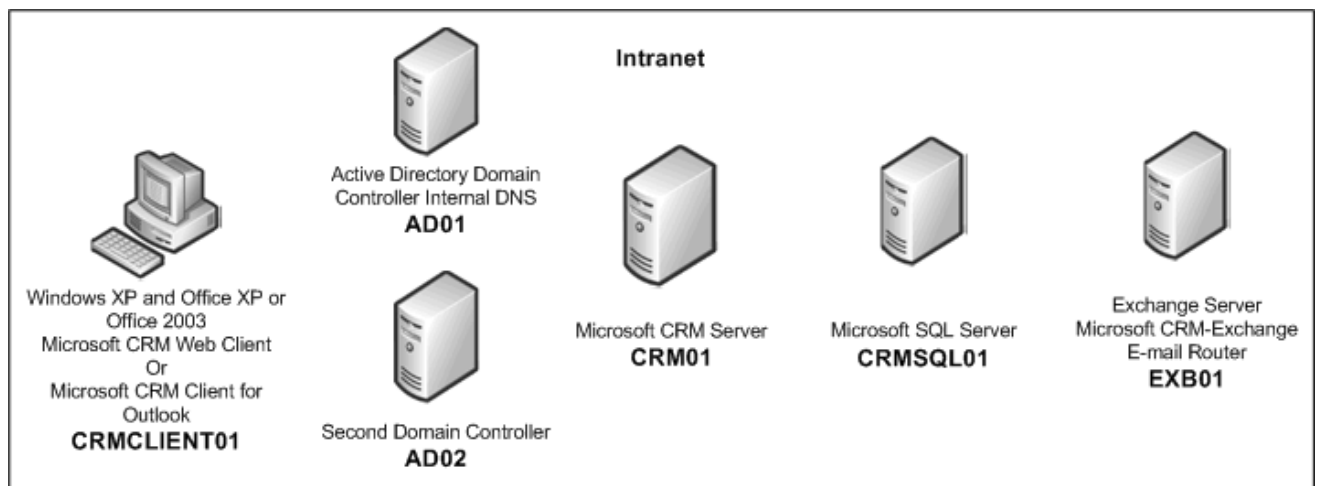 Intranet
Active Directory Domain
Controller Internal DNS
AD01
Windows XP and Office XP or
Office 2003
Microsoft CRM Web Client
Or
Microsoft CRM Client for
Outlook
CRMCLIENT01
Second Domain Controller
AD02
Microsoft CRM Server
CRM01
Microsoft SQL Server
CRMSQL01
Exchange Server
Microsoft CRM-Exchange
E-mail Router
EXB01